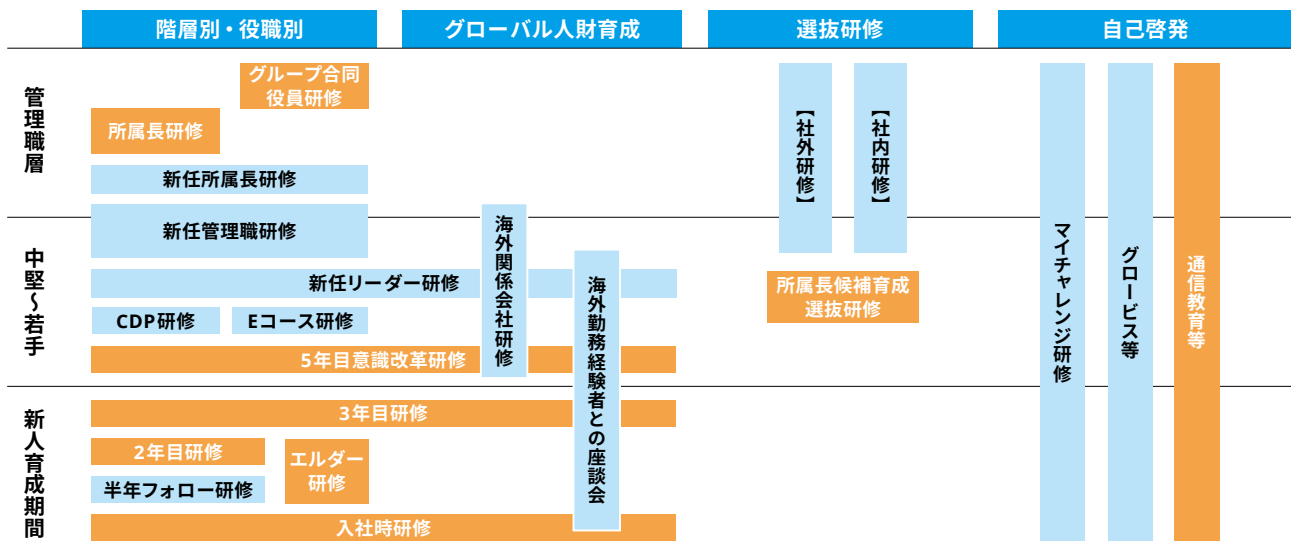 階層別・役職別
グローバル人財育成
選抜研修
自己啓発
管理職層
グループ合同
役員研修
所属長研修
新任所属長研修
新任管理職研修
【社外研修】
【社内研修】
中堅～若手
新任リーダー研修
CDP研修
Eコース研修
5年目意識改革研修
海外関係会社研修
海外勤務経験者との座談会
所属長候補育成
選抜研修
マイチャレンジ研修
グロービス等
通信教育等
新人育成期間
3年目研修
2年目研修
エルダー
研修
半年フォロー研修
入社時研修